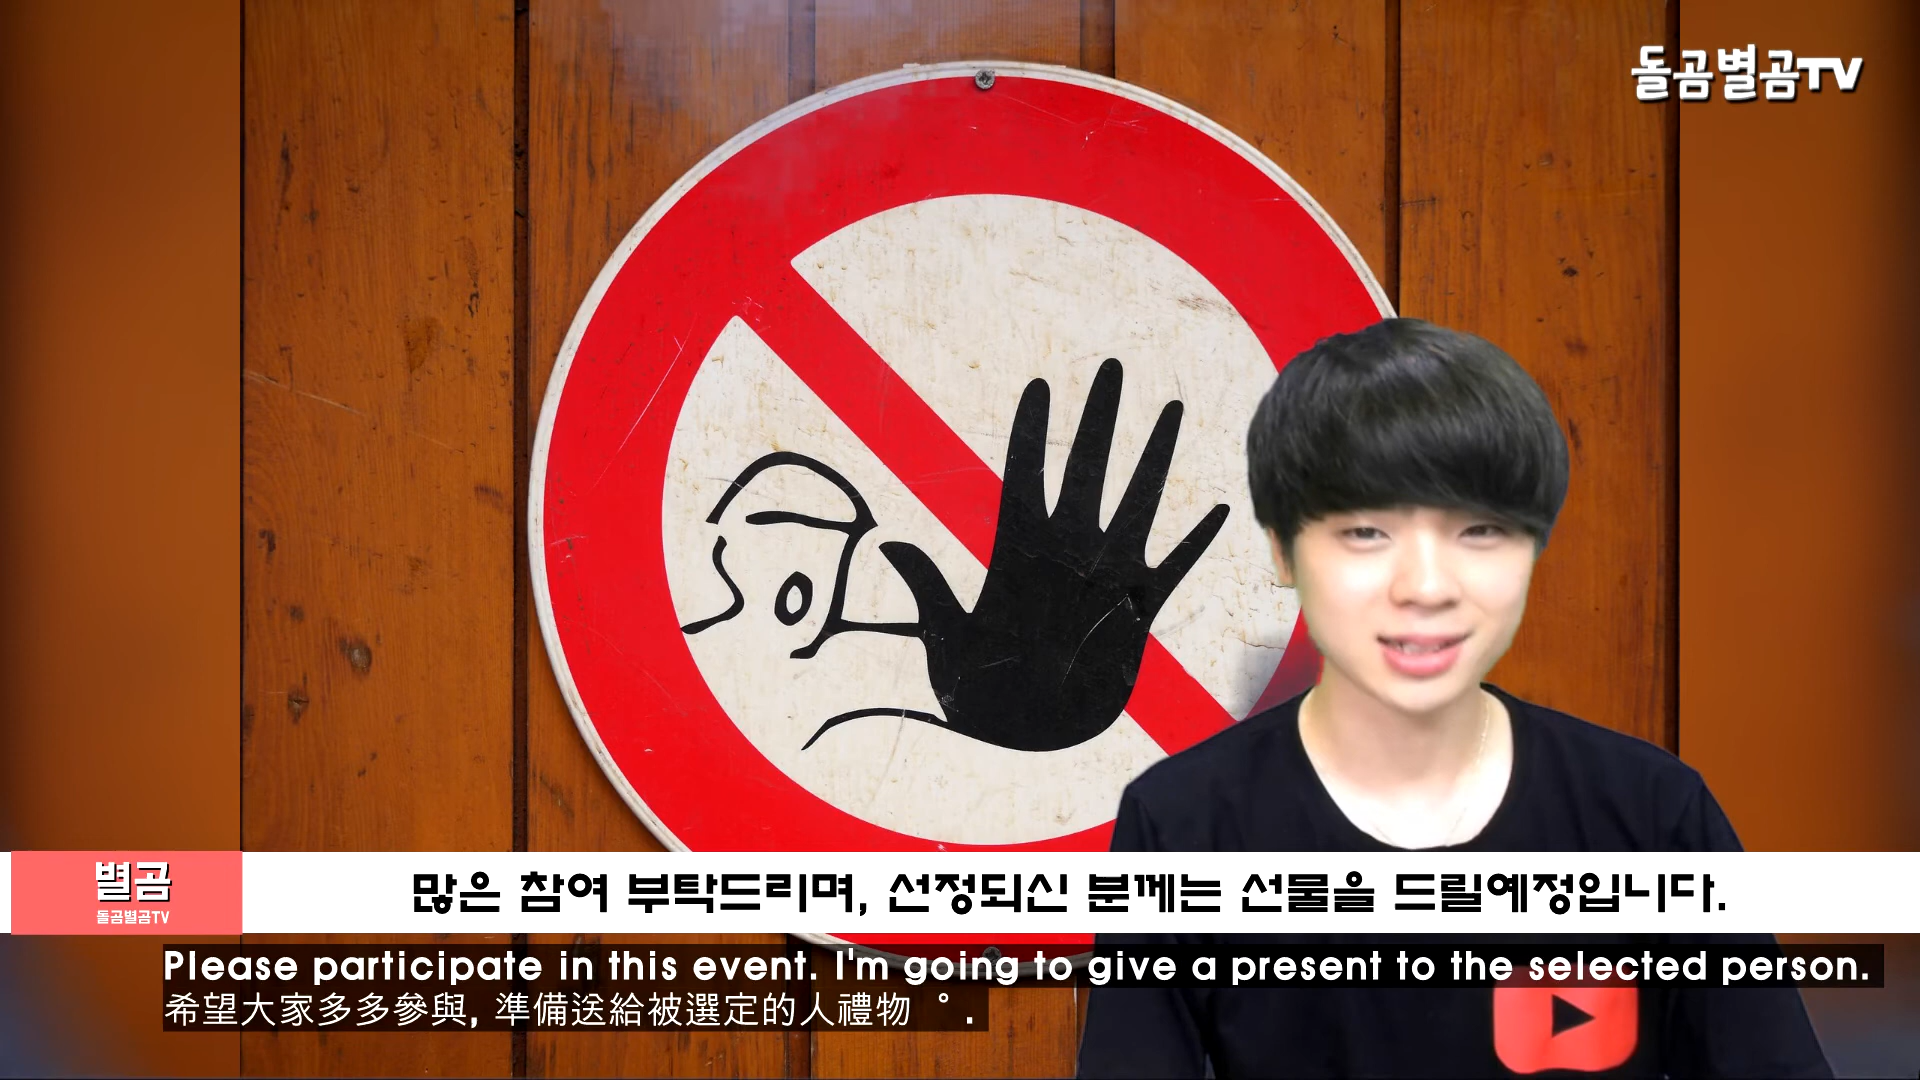 돌곰별곰TV
별곰
돌곰별곰TV
많은 참여 부탁드리며, 선정되신 분께는 선물을 드릴예정입니다.
Please participate in this event. I'm going to give a present to the selected person.
希望大家多多參與, 準備送給被選定的人禮物゜.